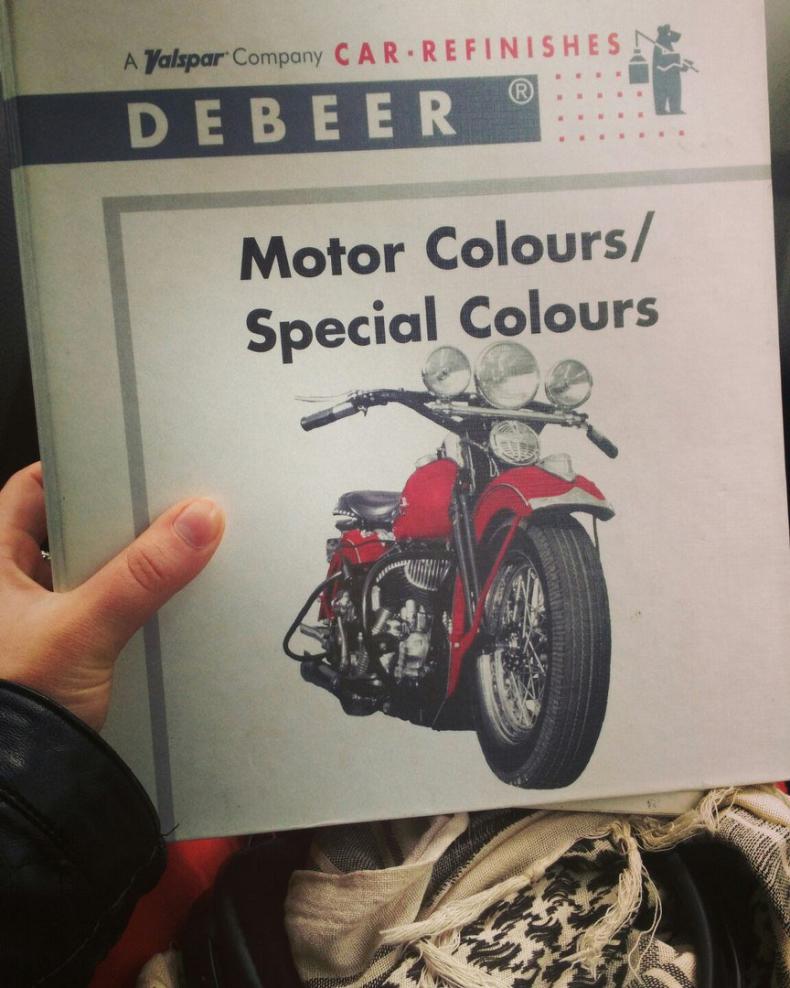 A Valspar Company CAR-REFINISHES
DEBEER ®
Motor Colours/
Special Colours